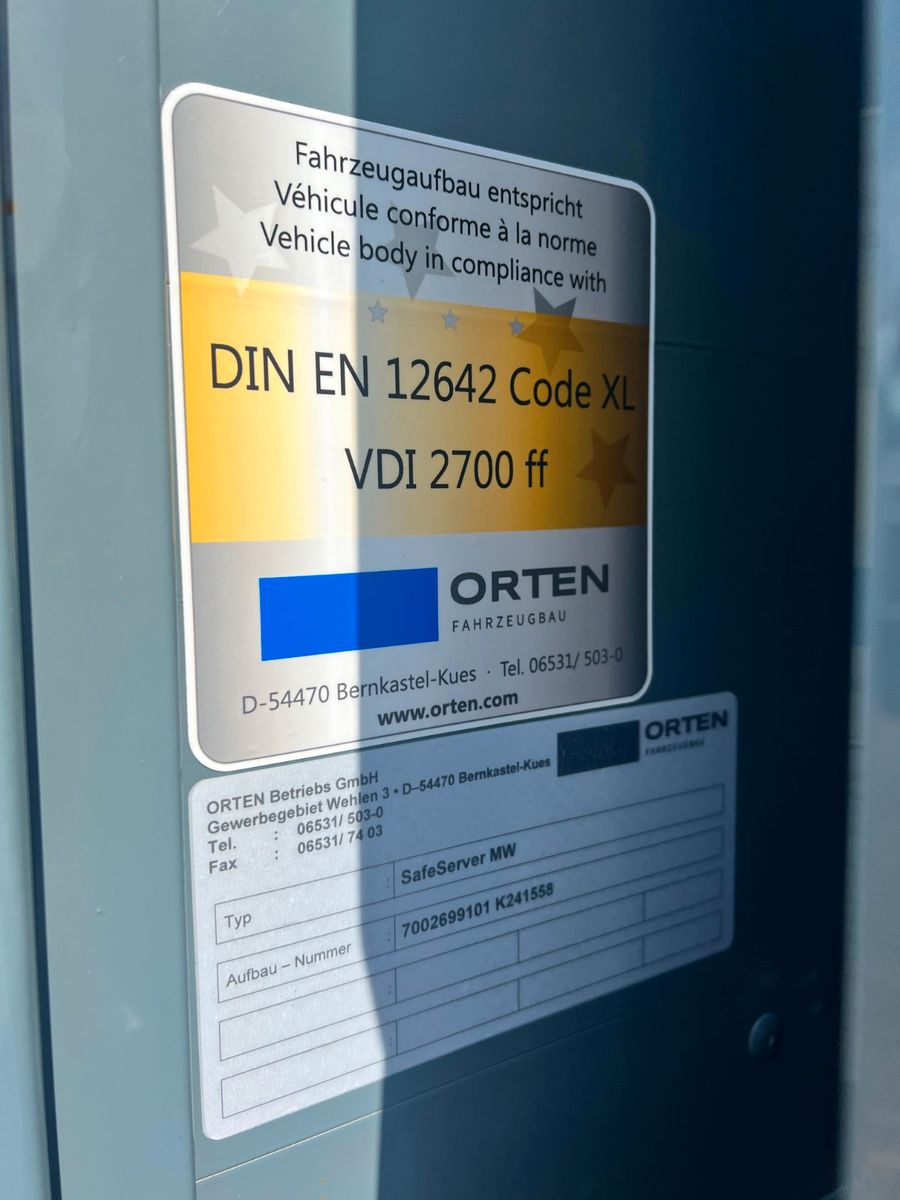 Fahrzeugaufbau entspricht
Véhicule conforme à la norme
Vehicle body in compliance with
DIN EN 12642 Code XL
VDI 2700 ff
ORTEN
FAHRZEUGBAU
D-54470 Bernkastel-Kues · Tel. 06531/ 503-0
www.orten.com
ORTEN
FAHRZEUGBAU
ORTEN Betriebs GmbH
Gewerbegebiet Wehlen 3 • D–54470 Bernkastel-Kues
Tel. : 06531/ 503-0
Fax : 06531/ 74 03
Typ : SafeServer MW
Aufbau – Nummer : 7002699101 K241558
:
: